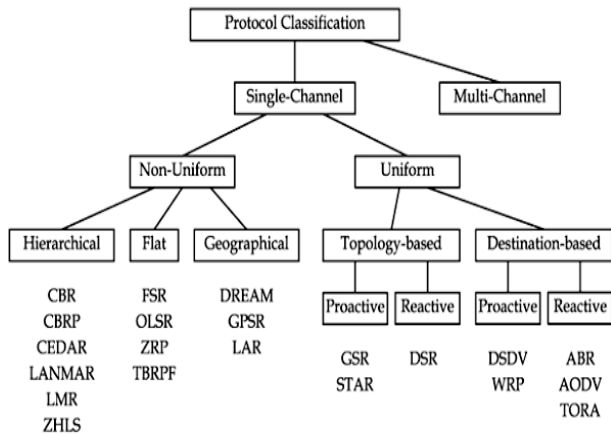 Protocol Classification
Single-Channel
Multi-Channel
Non-Uniform
Uniform
Hierarchical
Flat
Geographical
Topology-based
Destination-based
CBR
CBRP
CEDAR
LANMAR
LMR
ZHLS
FSR
OLSR
ZRP
TBRPF
DREAM
GPSR
LAR
Proactive
Reactive
Proactive
Reactive
GSR
STAR
DSR
DSDV
WRP
ABR
AODV
TORA